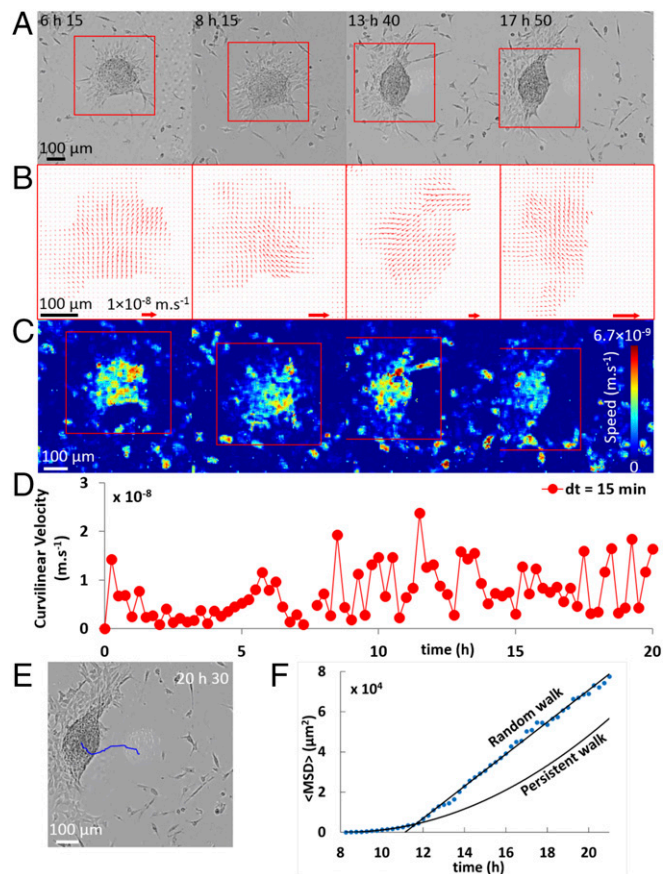 A
6 h 15
8 h 15
13 h 40
17 h 50
100 µm
B
100 µm
1×10⁻⁸ m.s⁻¹
C
6.7×10⁻⁹
Speed (m.s⁻¹)
0
100 µm
D
x 10⁻⁸
dt = 15 min
Curvilinear Velocity
(m.s⁻¹)
3
2
1
0
0
5
10
15
20
time (h)
E
20 h 30
100 µm
F
x 10⁴
<MSD> (µm²)
8
6
4
2
0
Random walk
Persistent walk
8
10
12
14
16
18
20
time (h)